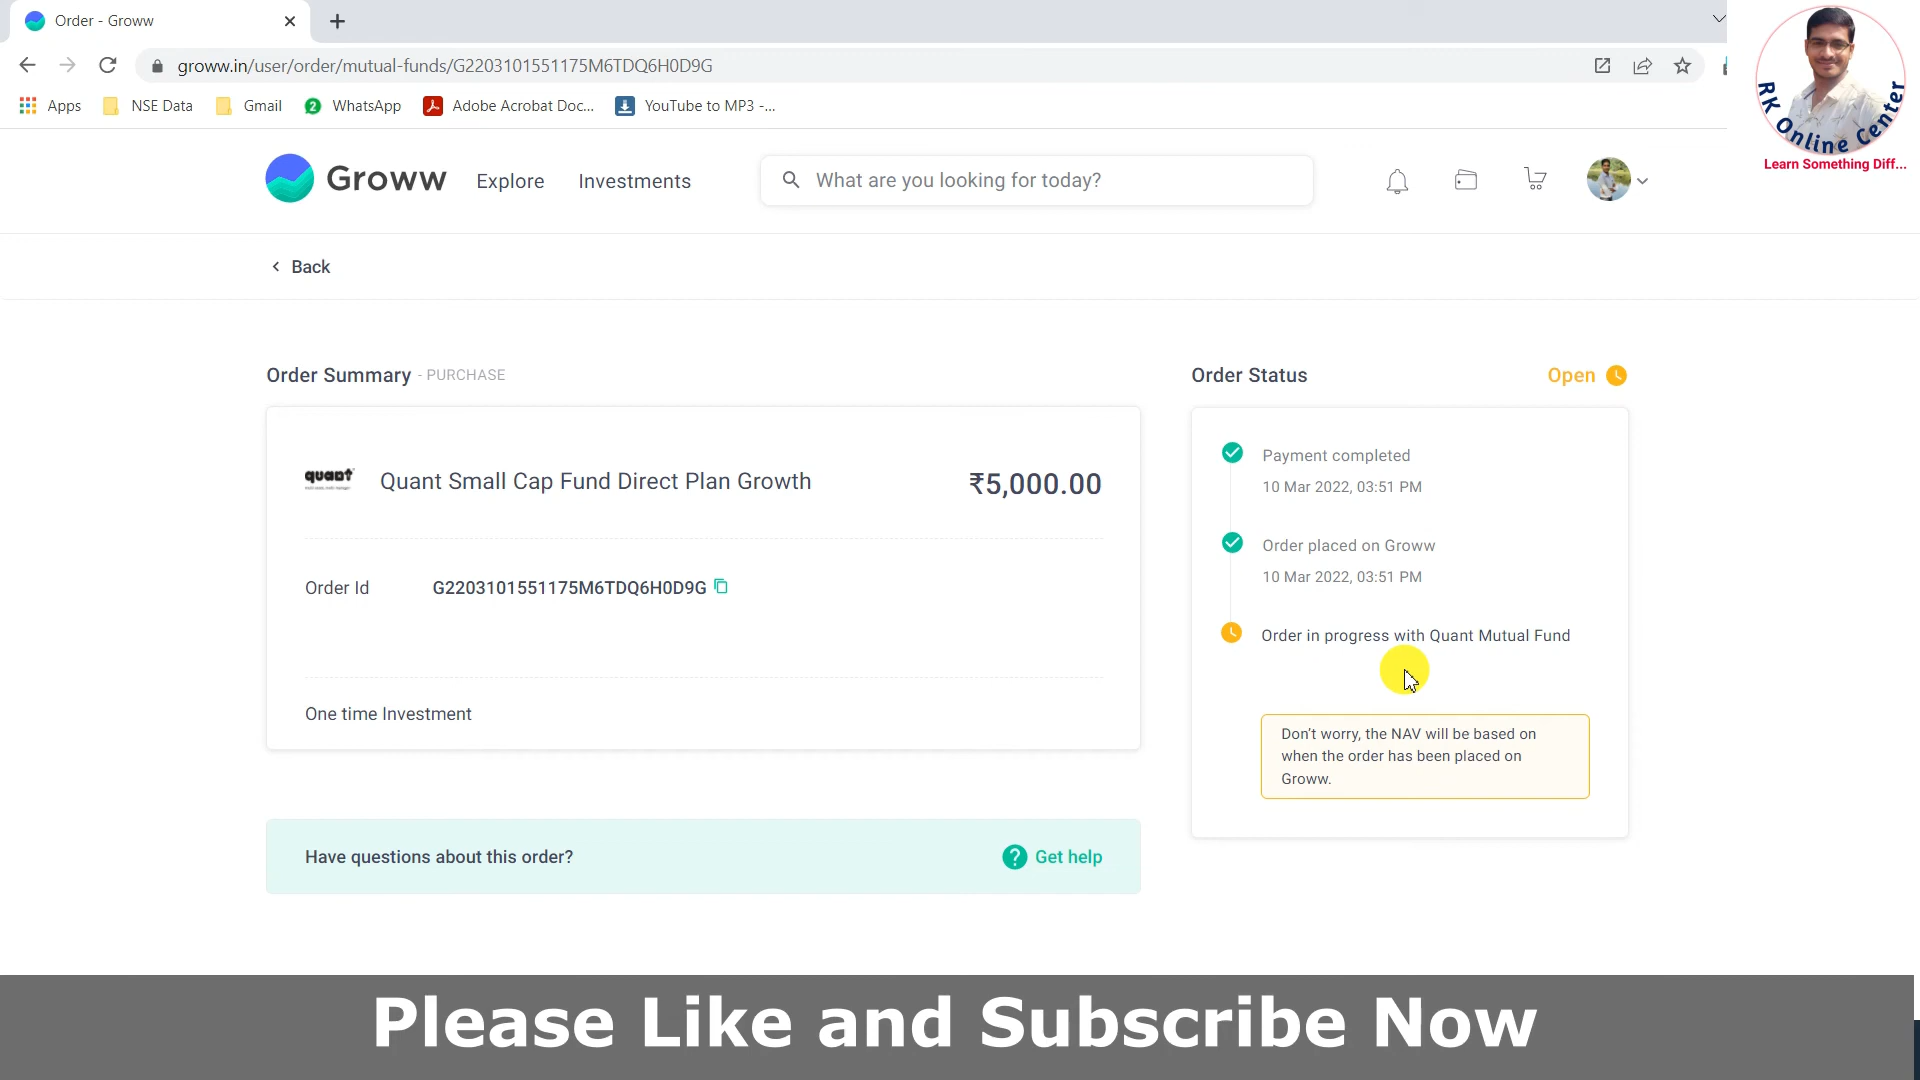 Order - Groww
groww.in/user/order/mutual-funds/G2203101551175M6TDQ6H0D9G
Apps NSE Data Gmail WhatsApp Adobe Acrobat Doc... YouTube to MP3 -...
RK Online Center
Learn Something Diff...
Groww Explore Investments What are you looking for today?
Back
Order Summary - PURCHASE
quant Quant Small Cap Fund Direct Plan Growth ₹5,000.00
Order Id G2203101551175M6TDQ6H0D9G
One time Investment
Have questions about this order? Get help
Order Status Open
Payment completed
10 Mar 2022, 03:51 PM
Order placed on Groww
10 Mar 2022, 03:51 PM
Order in progress with Quant Mutual Fund
Don't worry, the NAV will be based on
when the order has been placed on
Groww.
Please Like and Subscribe Now